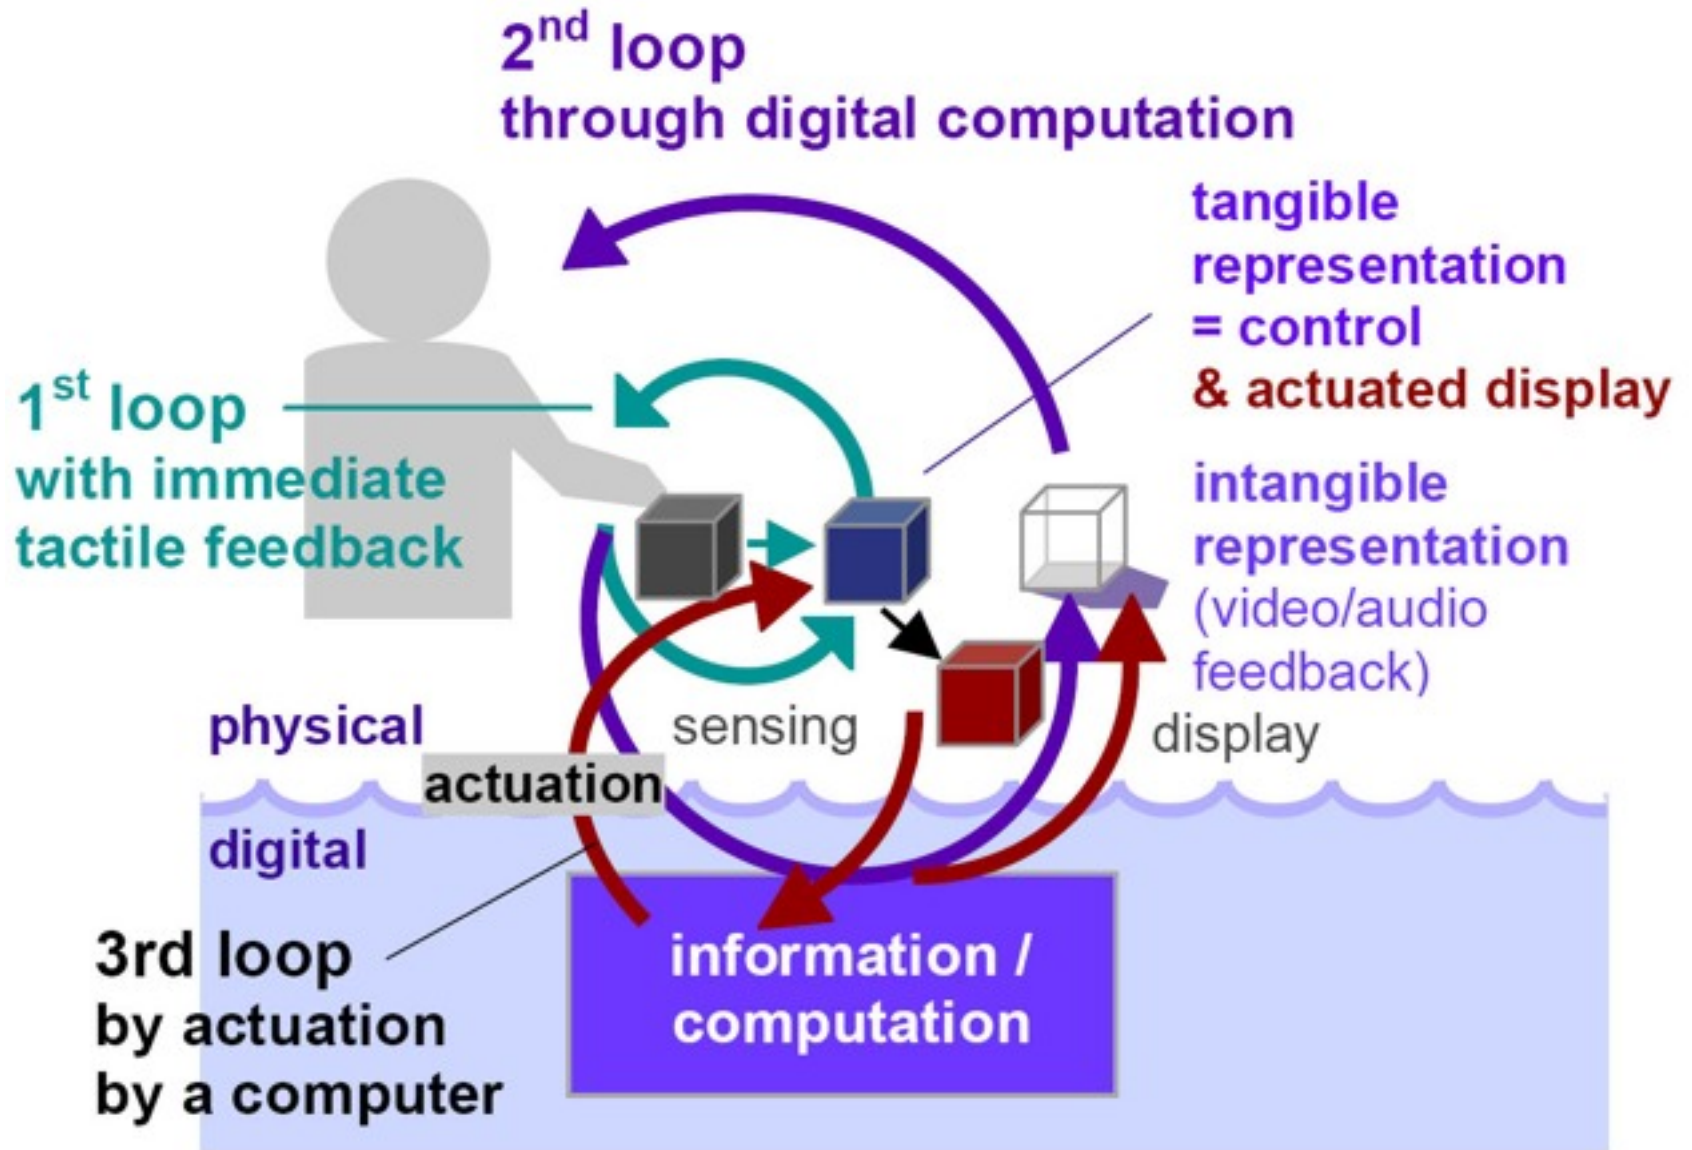 2nd loop
through digital computation
tangible
representation
= control
& actuated display
1st loop
with immediate
tactile feedback
intangible
representation
(video/audio
feedback)
physical
sensing
display
actuation
digital
3rd loop
by actuation
by a computer
information /
computation